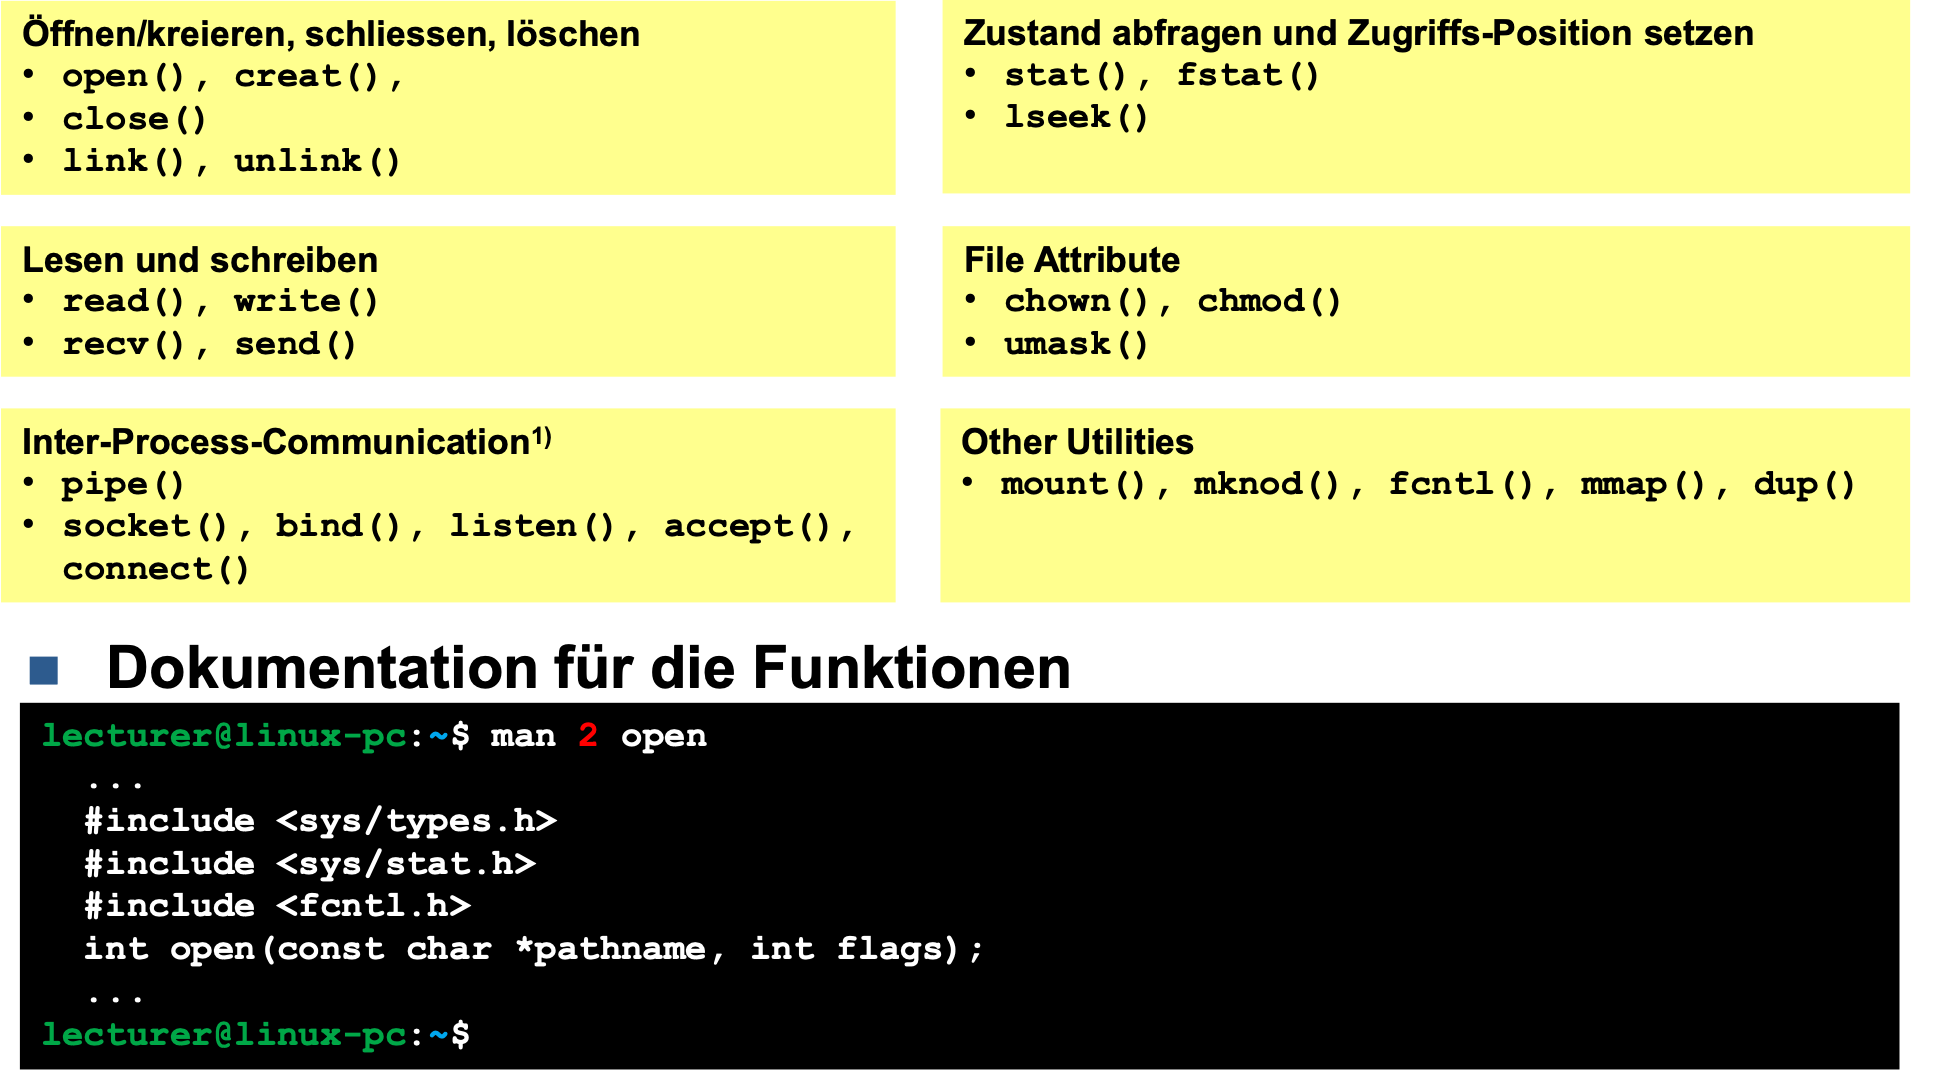 Öffnen/kreieren, schliessen, löschen
• open(), creat(),
• close()
• link(), unlink()
Zustand abfragen und Zugriffs-Position setzen
• stat(), fstat()
• lseek()
Lesen und schreiben
• read(), write()
• recv(), send()
File Attribute
• chown(), chmod()
• umask()
Inter-Process-Communication¹⁾
• pipe()
• socket(), bind(), listen(), accept(),
connect()
Other Utilities
• mount(), mknod(), fcntl(), mmap(), dup()
■ Dokumentation für die Funktionen
lecturer@linux-pc:~$ man 2 open
...
#include <sys/types.h>
#include <sys/stat.h>
#include <fcntl.h>
int open(const char *pathname, int flags);
...
lecturer@linux-pc:~$